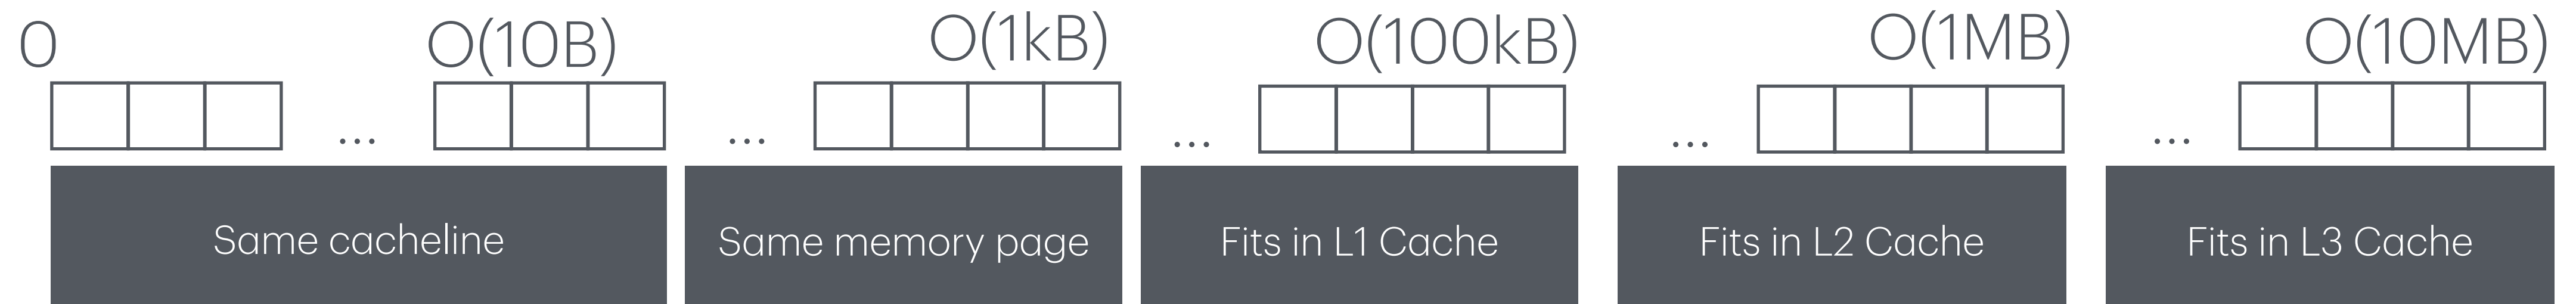 0 O(10B) O(1kB) O(100kB) O(1MB) O(10MB)
... ... ... ... ...
Same cacheline Same memory page Fits in L1 Cache Fits in L2 Cache Fits in L3 Cache